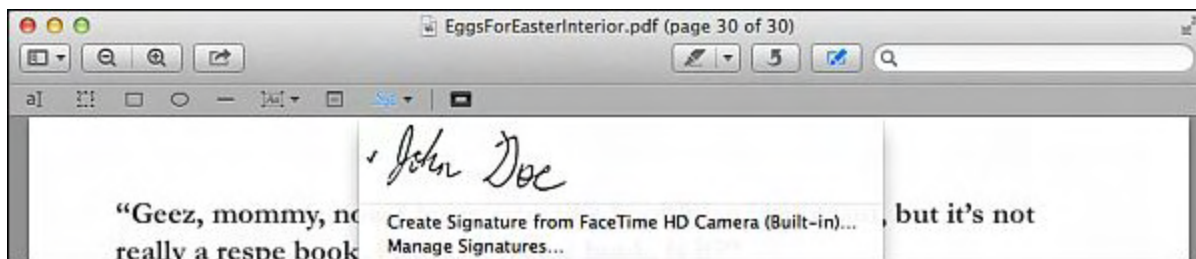 EggsForEasterInterior.pdf (page 30 of 30)
John Doe
Create Signature from FaceTime HD Camera (Built-in)...
Manage Signatures...
“Geez, mommy, no , but it’s not
really a respe book